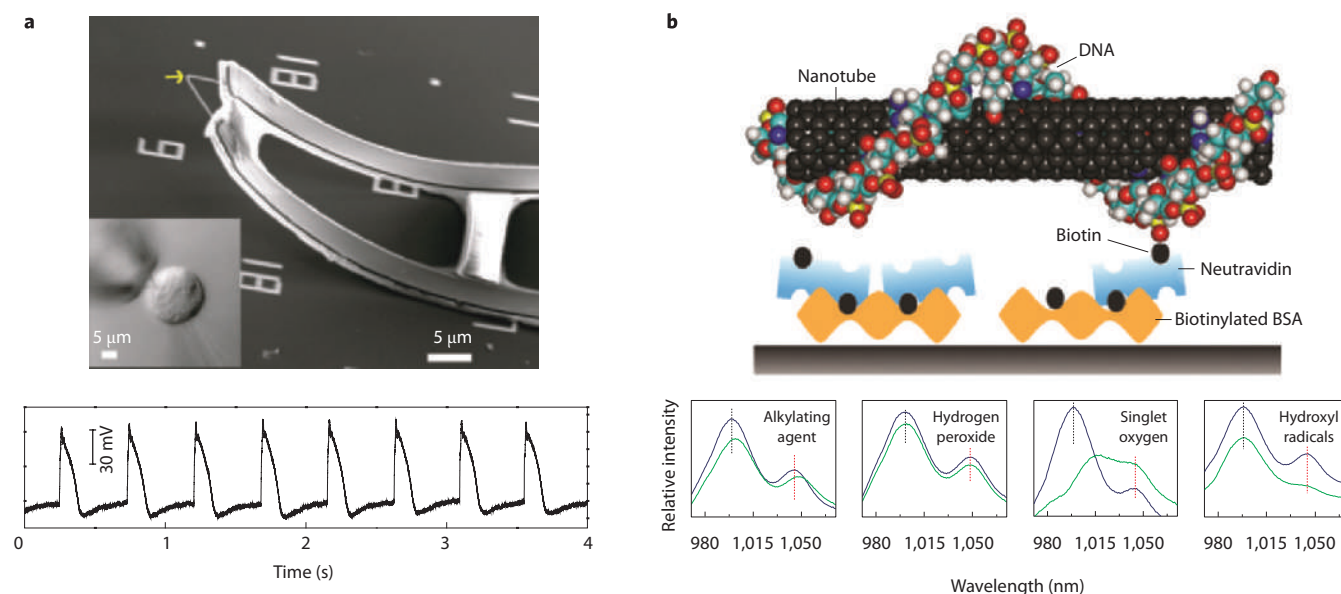 a
5 μm
5 μm
30 mV
0
1
2
3
4
Time (s)
b
DNA
Nanotube
Biotin
Neutravidin
Biotinylated BSA
Relative intensity
Alkylating
agent
Hydrogen
peroxide
Singlet
oxygen
Hydroxyl
radicals
980 1,015 1,050
980 1,015 1,050
980 1,015 1,050
980 1,015 1,050
Wavelength (nm)